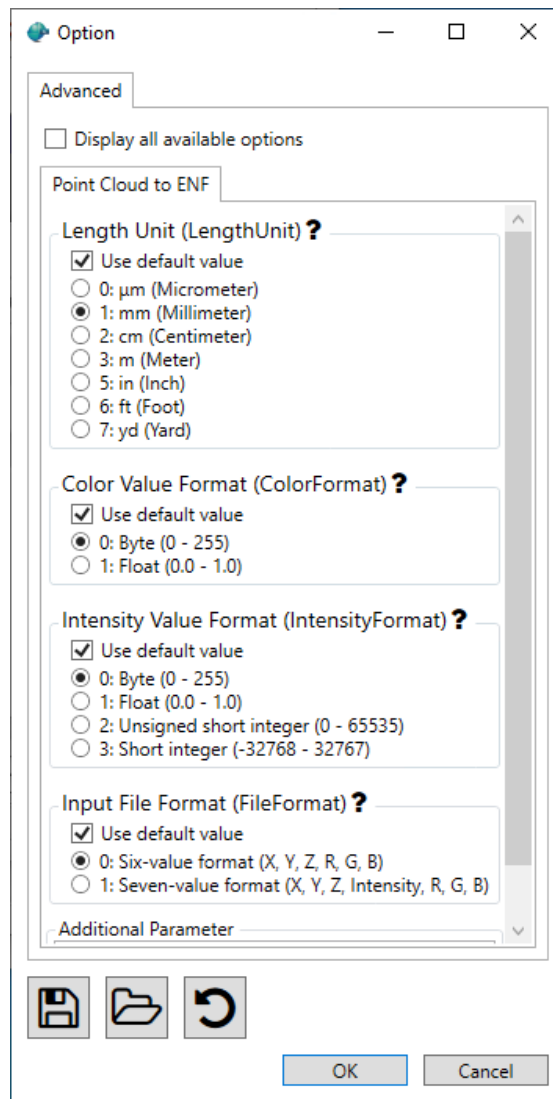 Option
Advanced
Display all available options
Point Cloud to ENF
Length Unit (LengthUnit) ?
Use default value
0: µm (Micrometer)
1: mm (Millimeter)
2: cm (Centimeter)
3: m (Meter)
5: in (Inch)
6: ft (Foot)
7: yd (Yard)
Color Value Format (ColorFormat) ?
Use default value
0: Byte (0 - 255)
1: Float (0.0 - 1.0)
Intensity Value Format (IntensityFormat) ?
Use default value
0: Byte (0 - 255)
1: Float (0.0 - 1.0)
2: Unsigned short integer (0 - 65535)
3: Short integer (-32768 - 32767)
Input File Format (FileFormat) ?
Use default value
0: Six-value format (X, Y, Z, R, G, B)
1: Seven-value format (X, Y, Z, Intensity, R, G, B)
Additional Parameter
OK
Cancel